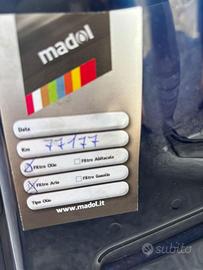 madol
Data
Km 77177
Filtro Olio Filtro Abitacolo
Filtro Aria Filtro Gasolio
Tipo Olio
www.madol.it
subito